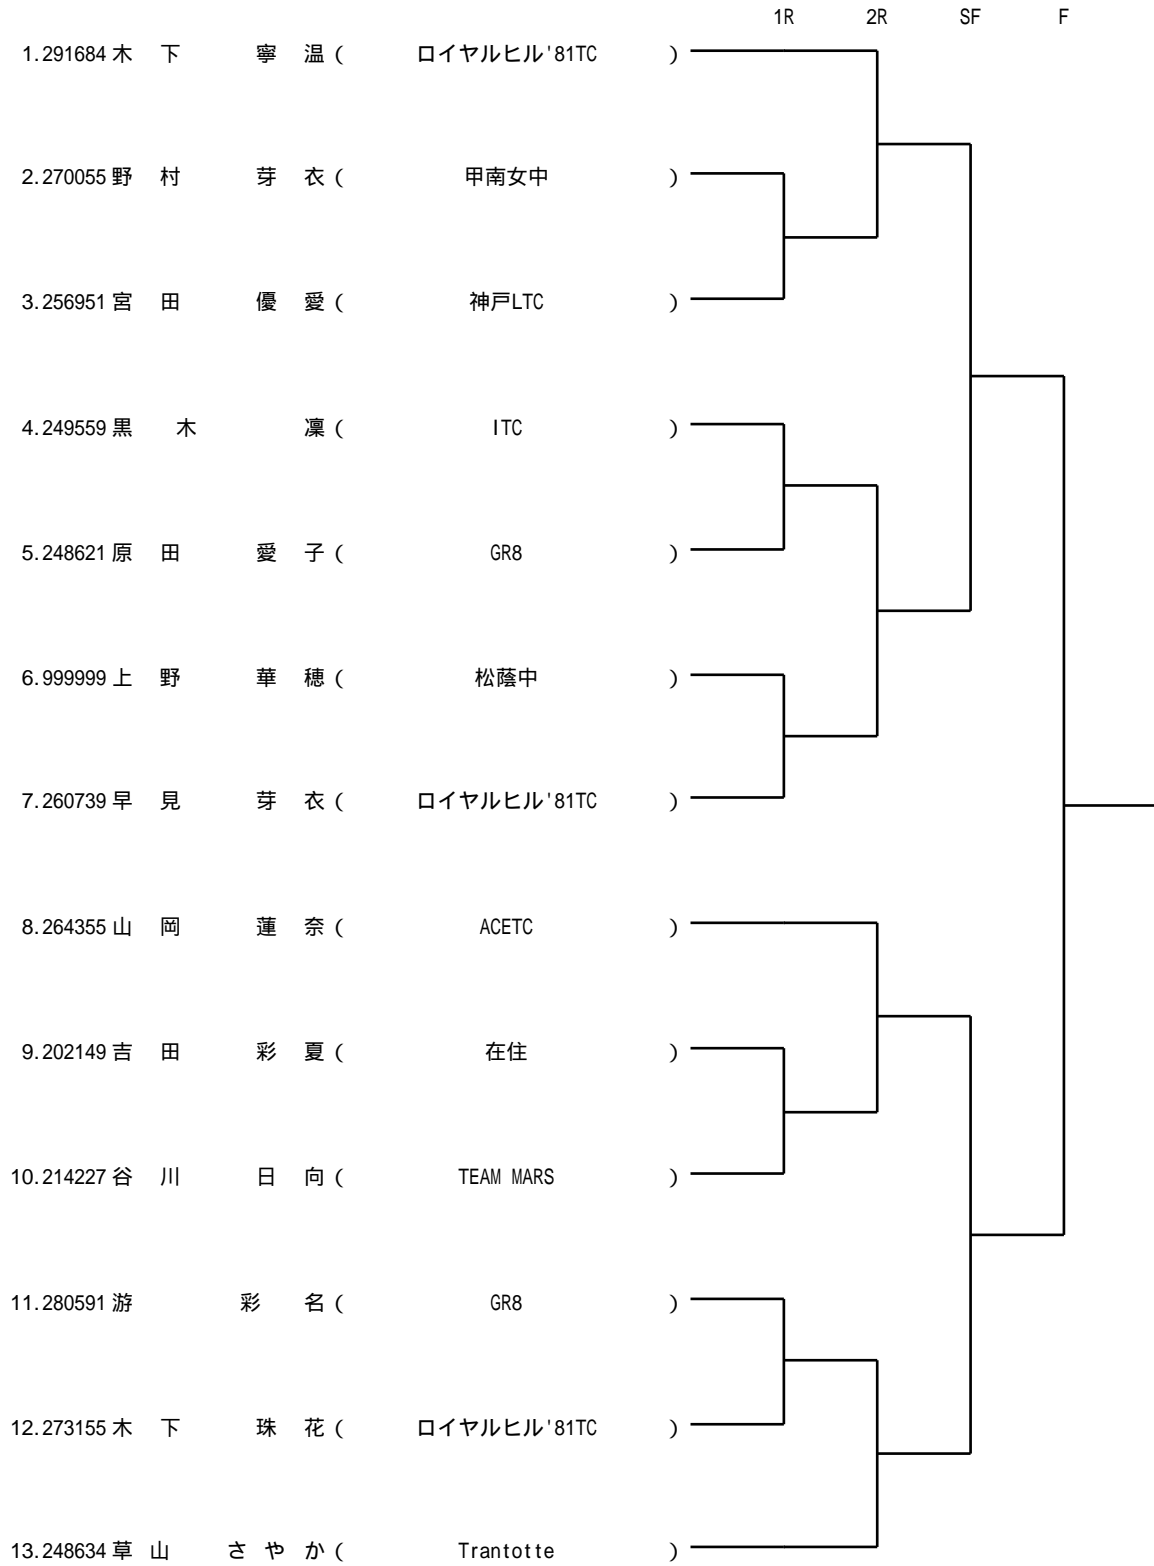 1R 2R SF F
1.291684 木下 寧温 ( ロイヤルヒル'81TC )
2.270055 野村 芽衣 ( 甲南女中 )
3.256951 宮田 優愛 ( 神戸LTC )
4.249559 黒木 凜 ( ITC )
5.248621 原田 愛子 ( GR8 )
6.999999 上野 華穂 ( 松蔭中 )
7.260739 早見 芽衣 ( ロイヤルヒル'81TC )
8.264355 山岡 蓮奈 ( ACETC )
9.202149 吉田 彩夏 ( 在住 )
10.214227 谷川 日向 ( TEAM MARS )
11.280591 游 彩名 ( GR8 )
12.273155 木下 珠花 ( ロイヤルヒル'81TC )
13.248634 草山 さやか ( Trantotte )